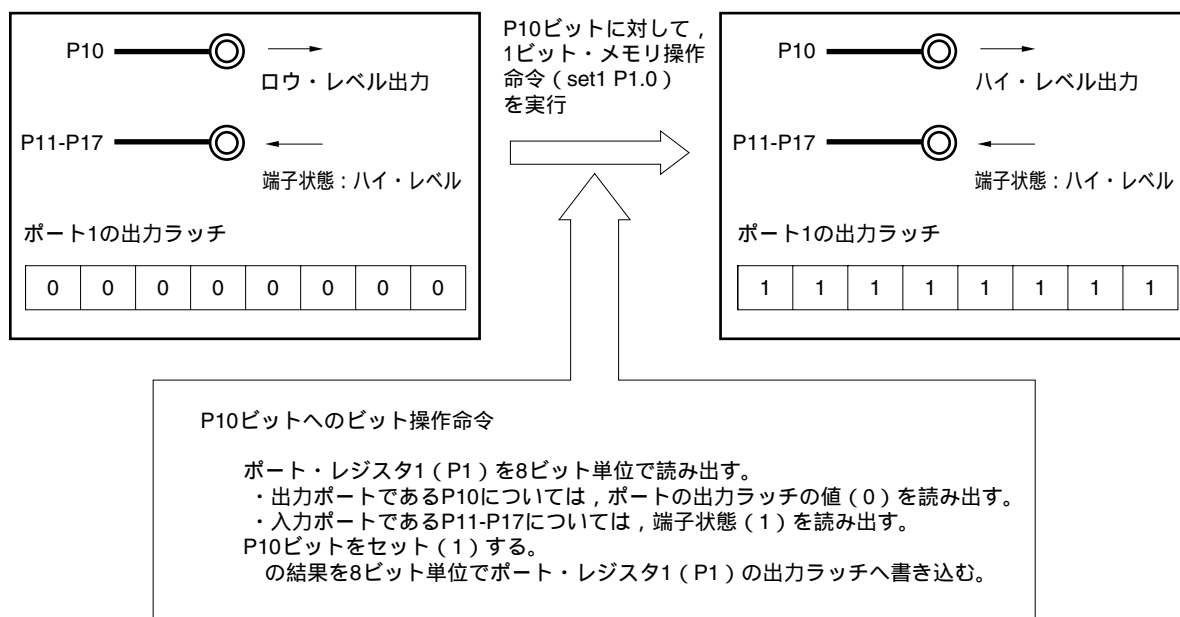 P10
ロウ・レベル出力
P11-P17
端子状態：ハイ・レベル
ポート1の出力ラッチ
0 0 0 0 0 0 0 0
P10ビットに対して，
1ビット・メモリ操作
命令（set1 P1.0）
を実行
P10
ハイ・レベル出力
P11-P17
端子状態：ハイ・レベル
ポート1の出力ラッチ
1 1 1 1 1 1 1 1
P10ビットへのビット操作命令
ポート・レジスタ1（P1）を8ビット単位で読み出す。
・出力ポートであるP10については，ポートの出力ラッチの値（0）を読み出す。
・入力ポートであるP11-P17については，端子状態（1）を読み出す。
P10ビットをセット（1）する。
の結果を8ビット単位でポート・レジスタ1（P1）の出力ラッチへ書き込む。